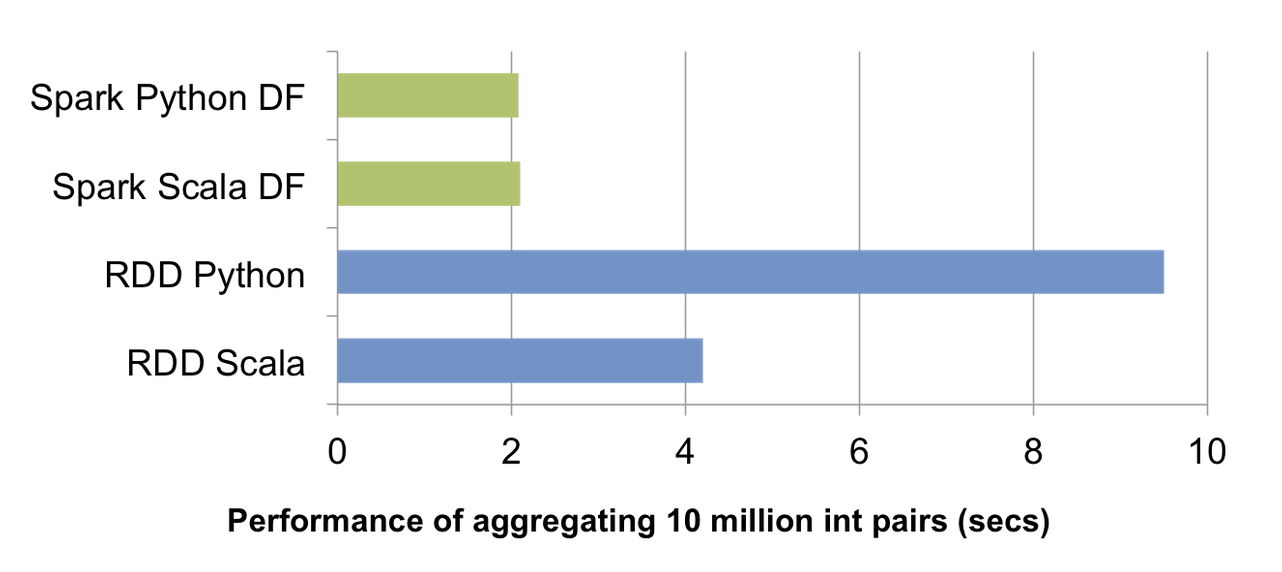 Spark Python DF
Spark Scala DF
RDD Python
RDD Scala
0 2 4 6 8 10
Performance of aggregating 10 million int pairs (secs)